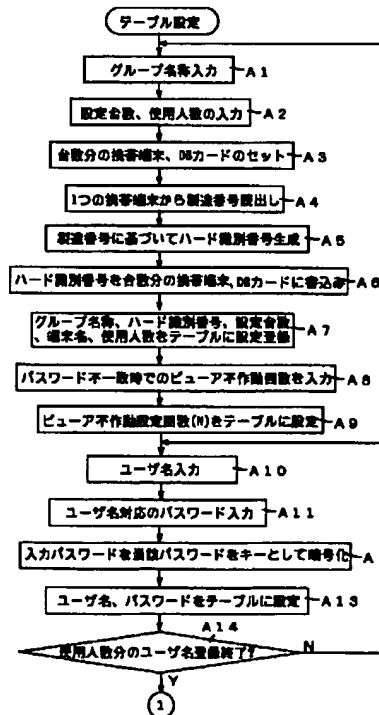 テーブル設定
グループ名称入力 A1
設定台数、使用人数の入力 A2
台数分の携帯端末、DBカードのセット A3
1つの携帯端末から製造番号読出し A4
製造番号に基づいてハード識別番号生成 A5
ハード識別番号を台数分の携帯端末、DBカードに書込み A6
グループ名称、ハード識別番号、設定台数
、端末名、使用人数をテーブルに設定登録 A7
パスワード不一致時でのビューア不作動回数を入力 A8
ビューア不作動設定回数(N)をテーブルに設定 A9
ユーザ名入力 A10
ユーザ名対応のパスワード入力 A11
入力パスワードを パスワードをキーとして暗号化 A
ユーザ名、パスワードをテーブルに設定 A13
A14
使用人数分のユーザ名登録終了? N
Y
1